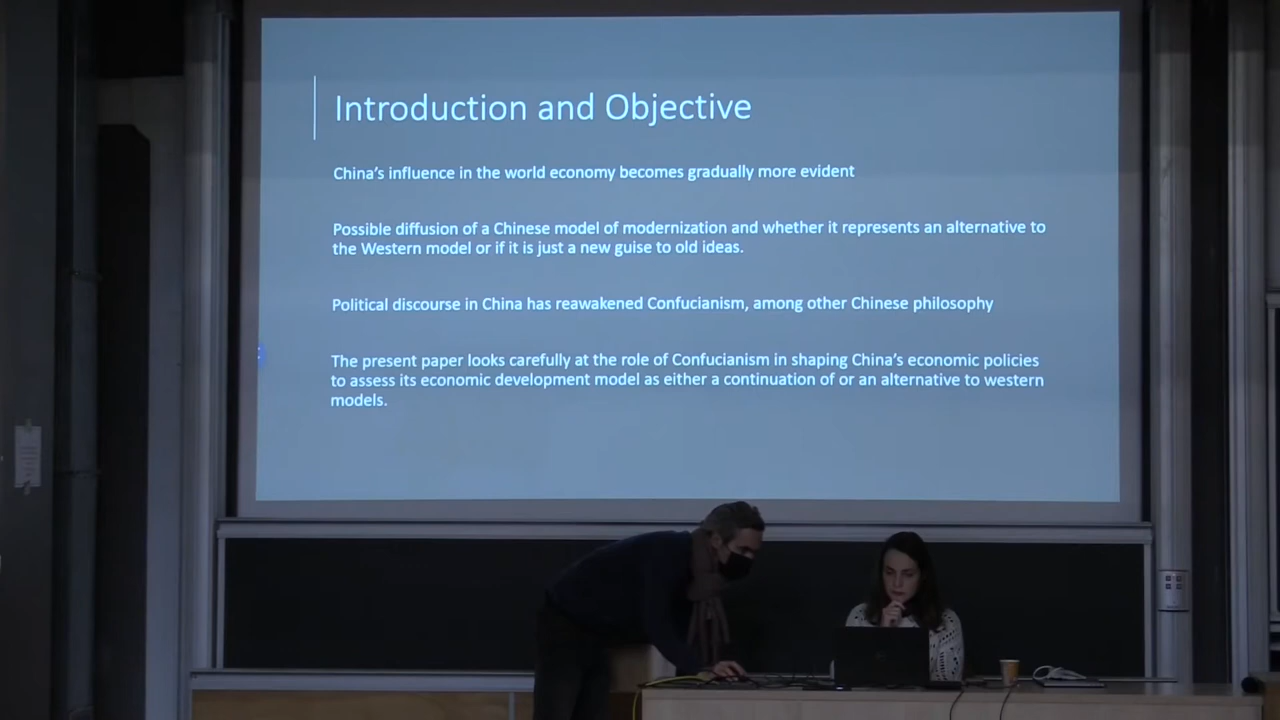 Introduction and Objective
China's influence in the world economy becomes gradually more evident
Possible diffusion of a Chinese model of modernization and whether it represents an alternative to
the Western model or if it is just a new guise to old ideas.
Political discourse in China has reawakened Confucianism, among other Chinese philosophy
The present paper looks carefully at the role of Confucianism in shaping China's economic policies
to assess its economic development model as either a continuation of or an alternative to western
models.